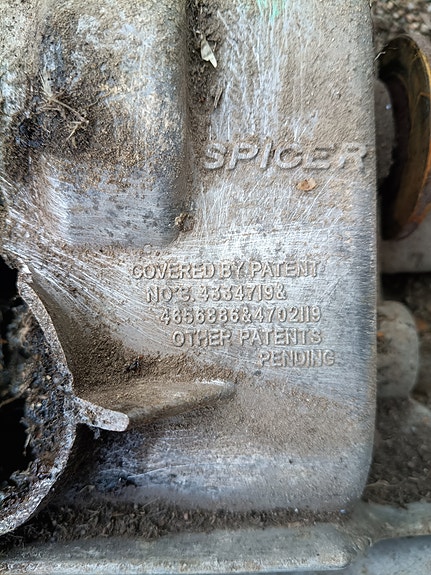 SPICER
COVERED BY PATENT
NO'S. 4334719&
4656886&4702119
OTHER PATENTS
PENDING